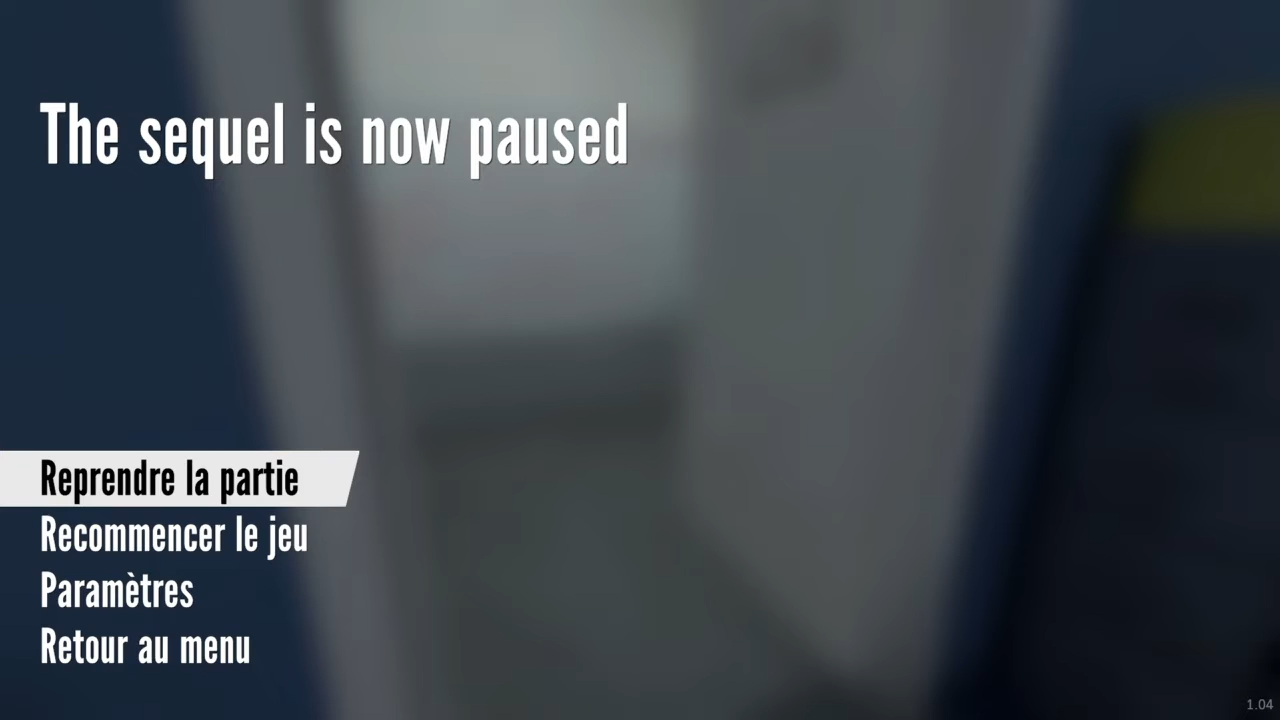 The sequel is now paused
Reprendre la partie
Recommencer le jeu
Paramètres
Retour au menu
1.04